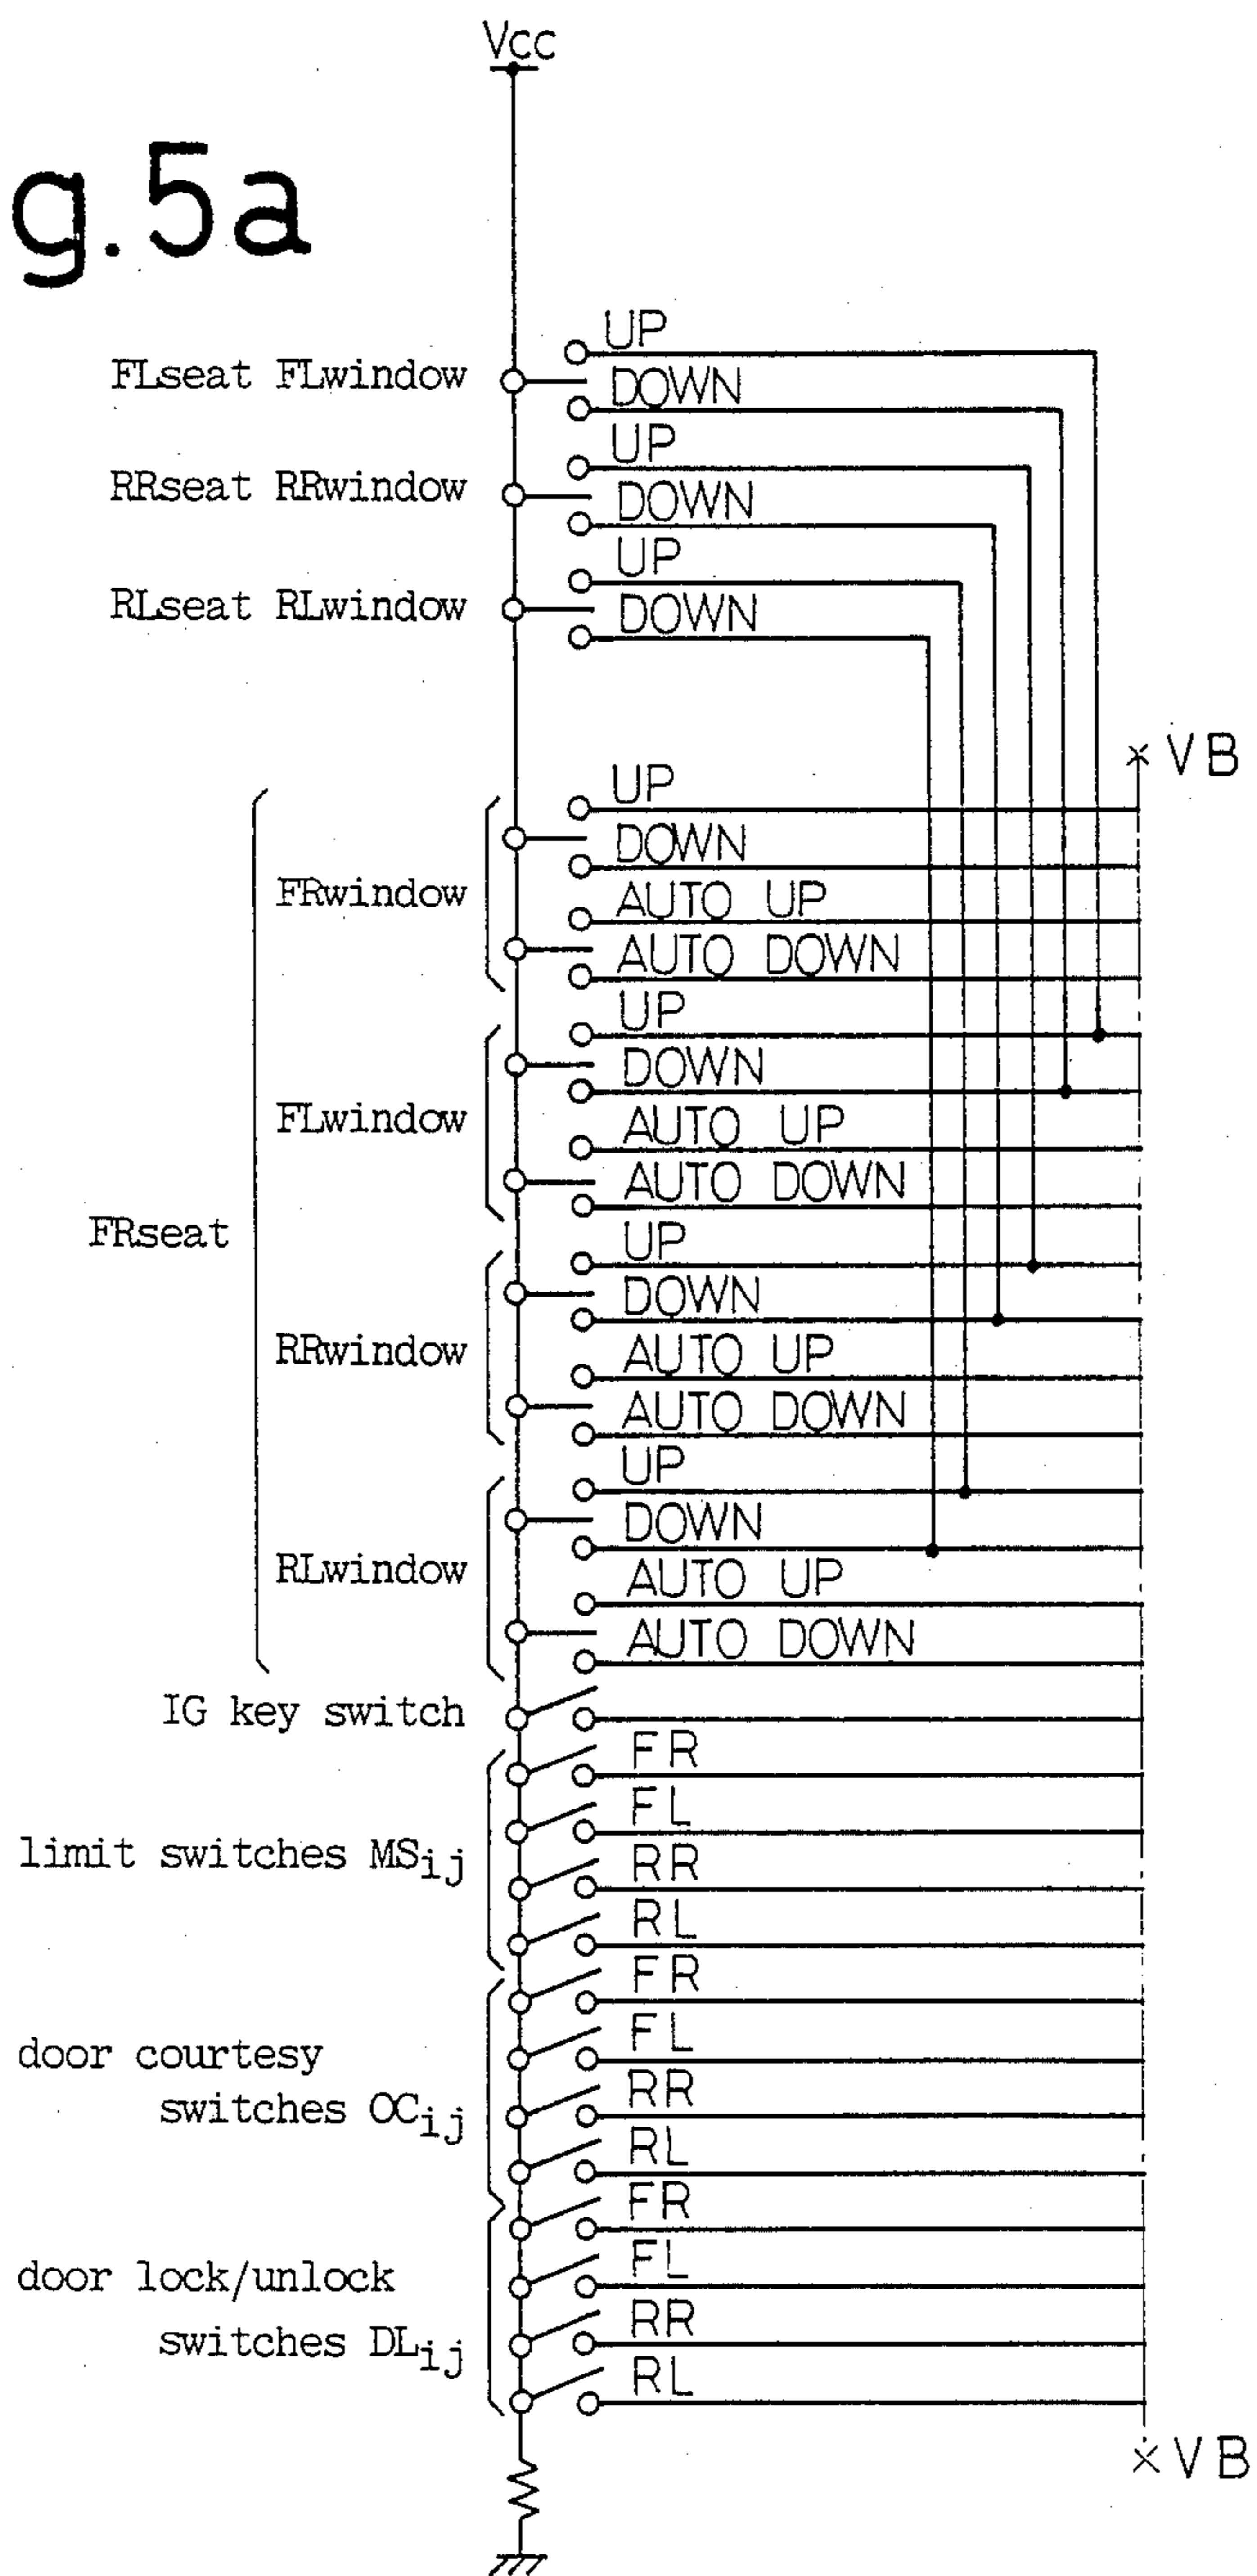 Vcc
g.5a
UP
FLseat FLwindow
DOWN
UP
RRseat RRwindow
DOWN
UP
RLseat RLwindow
DOWN
VB
UP
DOWN
FRwindow
AUTO UP
AUTO DOWN
UP
DOWN
FLwindow
AUTO UP
AUTO DOWN
FRseat
UP
DOWN
RRwindow
AUTO UP
AUTO DOWN
UP
DOWN
RLwindow
AUTO UP
AUTO DOWN
IG key switch
FR
FL
limit switches MSij
RR
RL
FR
FL
door courtesy
switches OCij
RR
RL
FR
FL
door lock/unlock
switches DLij
RR
RL
VB